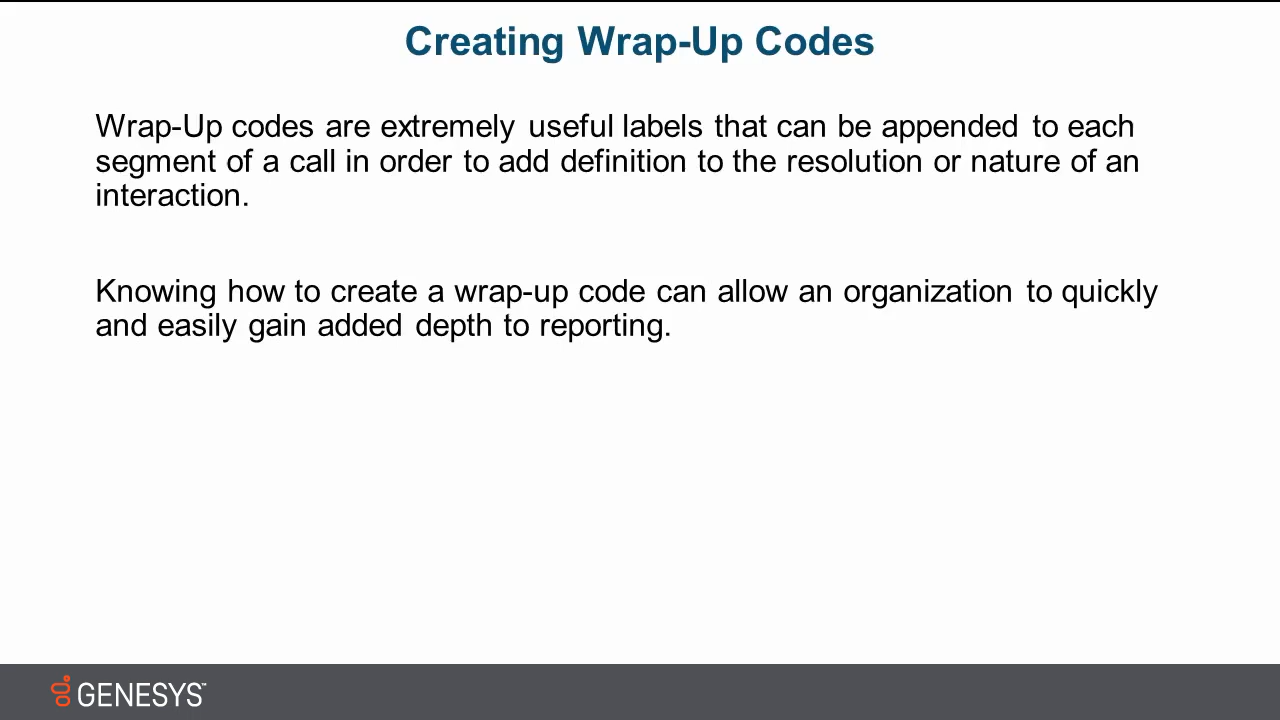 Creating Wrap-Up Codes
Wrap-Up codes are extremely useful labels that can be appended to each
segment of a call in order to add definition to the resolution or nature of an
interaction.
Knowing how to create a wrap-up code can allow an organization to quickly
and easily gain added depth to reporting.
GENESYS™